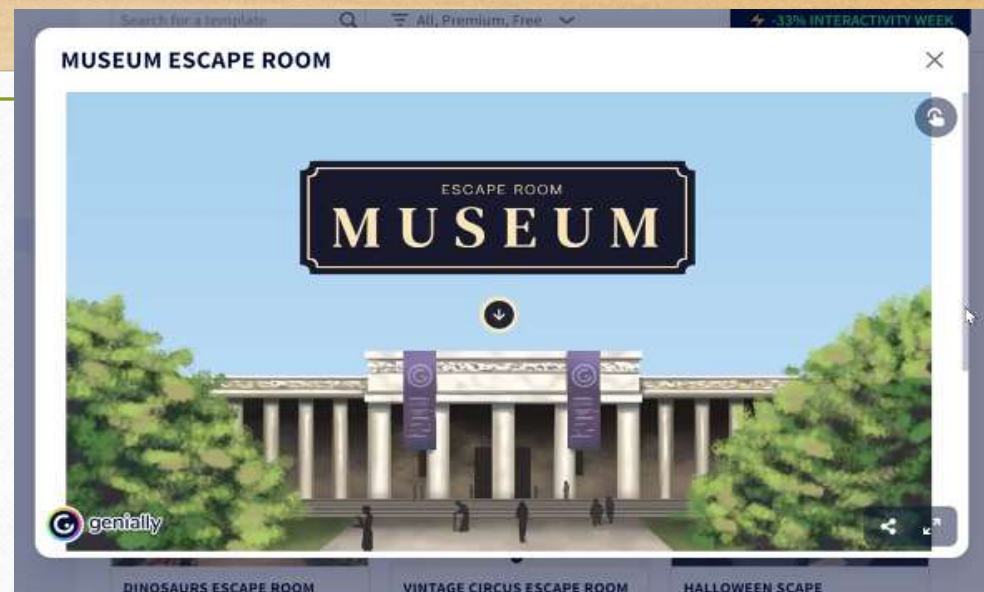 Search for a template
All, Premium, Free
-33% INTERACTIVITY WEEK
MUSEUM ESCAPE ROOM
ESCAPE ROOM
MUSEUM
genially
DINOSAURS ESCAPE ROOM
VINTAGE CIRCUS ESCAPE ROOM
HALLOWEEN SCAPE